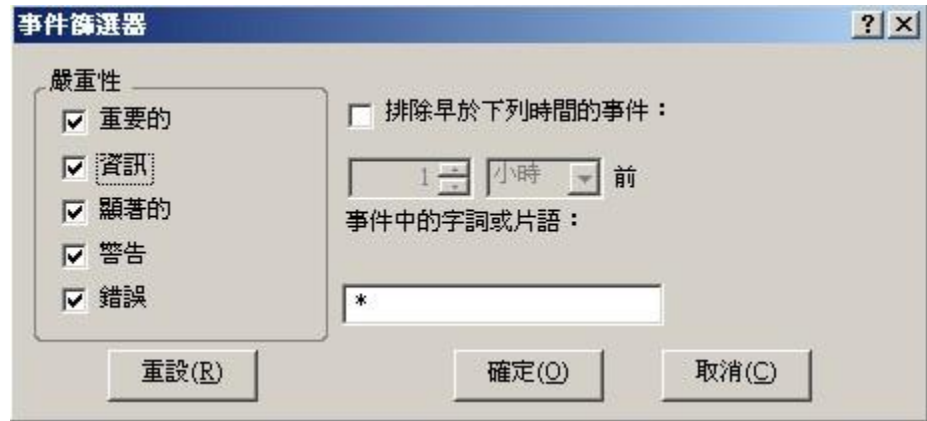 事件篩選器
嚴重性
重要的
資訊
顯著的
警告
錯誤
排除早於下列時間的事件：
1 小時 前
事件中的字詞或片語：
*
重設(R) 確定(O) 取消(C)